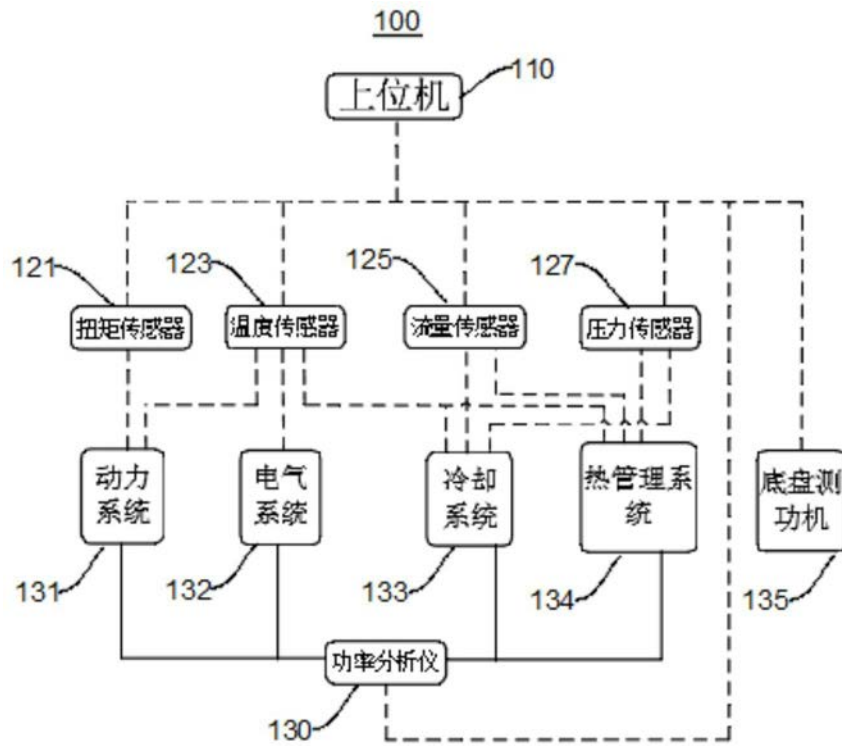 100
110
上位机
121
123
125
127
扭矩传感器
温度传感器
流量传感器
压力传感器
动力
系统
电气
系统
冷却
系统
热管理系
统
底盘测
功机
131
132
133
134
135
功率分析仪
130